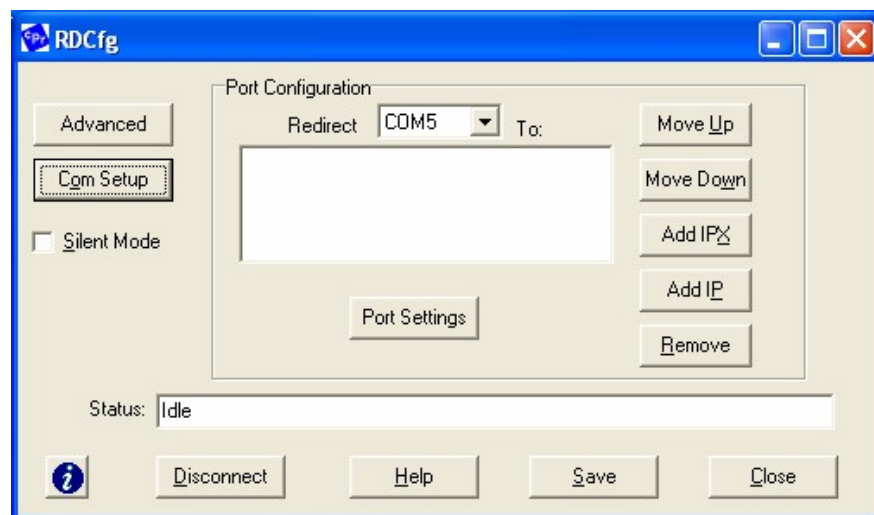 CPr RDCfg
Port Configuration
Advanced
Redirect COM5 To:
Move Up
Com Setup
Move Down
Silent Mode
Add IPX
Add IP
Port Settings
Remove
Status: Idle
i Disconnect Help Save Close